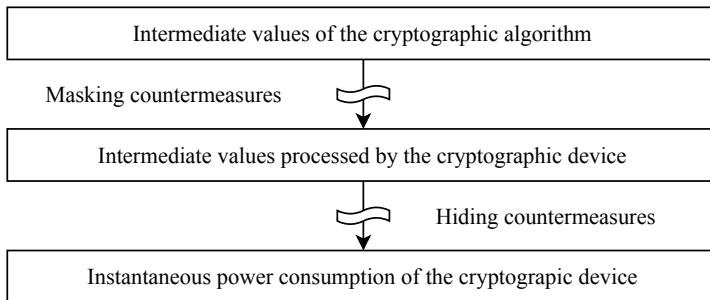 Intermediate values of the cryptographic algorithm
Masking countermeasures
Intermediate values processed by the cryptographic device
Hiding countermeasures
Instantaneous power consumption of the cryptograpic device